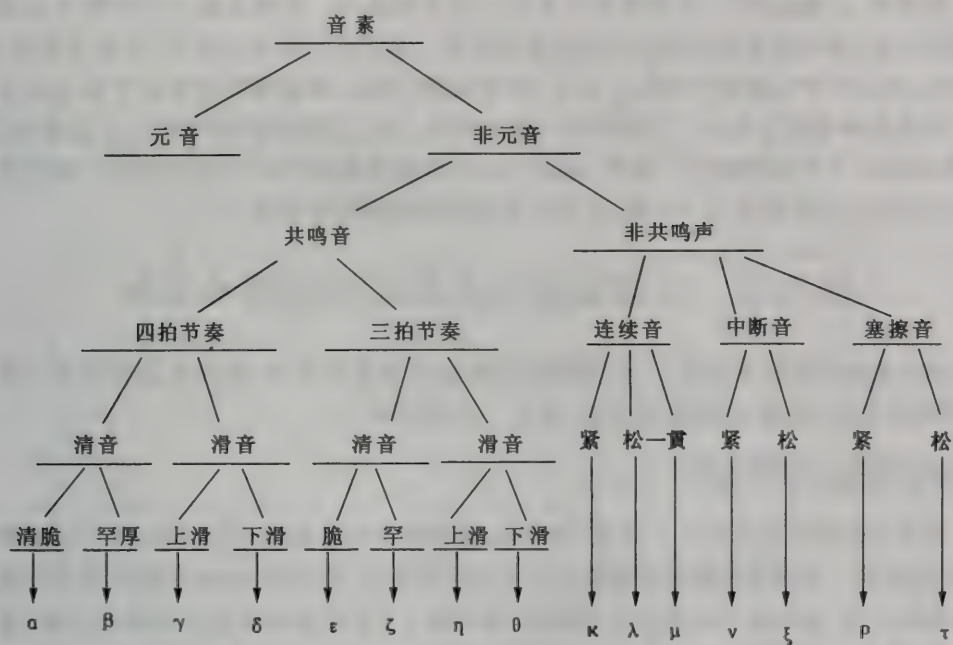 音素
元音 非元音
共鸣音 非共鸣声
四拍节奏 三拍节奏 连续音 中断音 塞擦音
清音 滑音 清音 滑音 紧 松 一贯 紧 松 紧 松
清脆 罕厚 上滑 下滑 脆 罕 上滑 下滑
α β γ δ ε ζ η θ κ λ μ ν ξ ρ τ